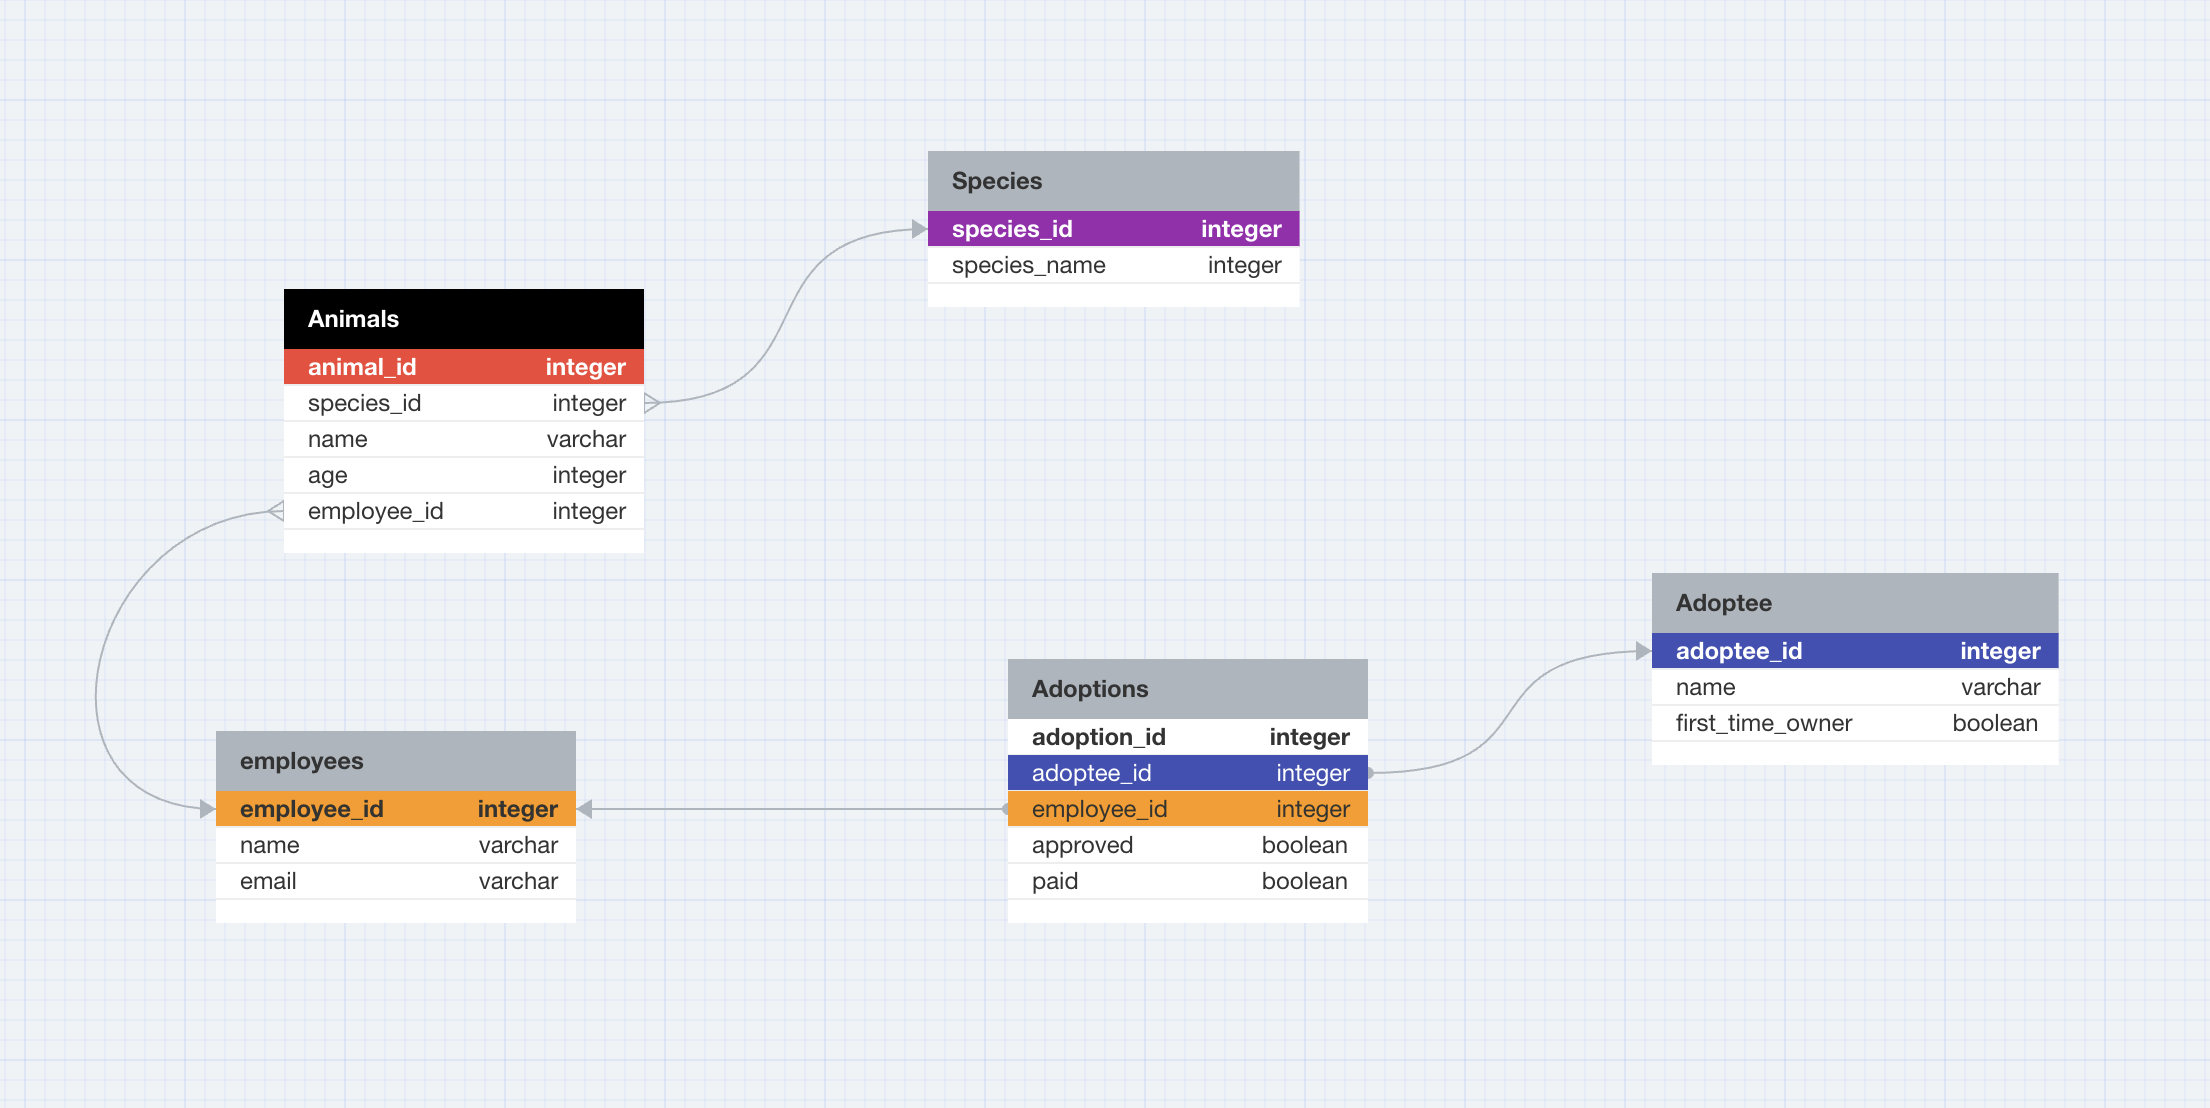 Species
species_id integer
species_name integer
Animals
animal_id integer
species_id integer
name varchar
age integer
employee_id integer
Adoptee
adoptee_id integer
name varchar
first_time_owner boolean
Adoptions
adoption_id integer
adoptee_id integer
employee_id integer
approved boolean
paid boolean
employees
employee_id integer
name varchar
email varchar